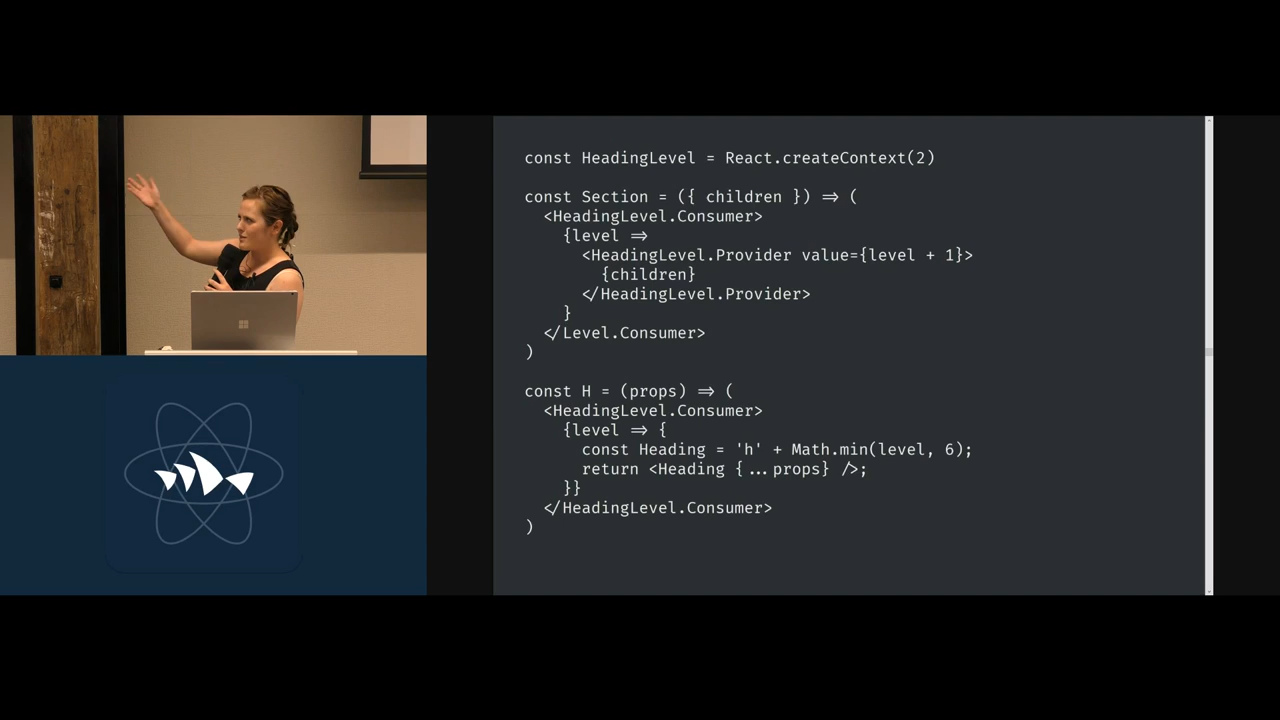 const HeadingLevel = React.createContext(2)
const Section = ({ children }) => (
<HeadingLevel.Consumer>
{level =>
<HeadingLevel.Provider value={level + 1}>
{children}
</HeadingLevel.Provider>
}
</Level.Consumer>
)
const H = (props) => (
<HeadingLevel.Consumer>
{level => {
const Heading = 'h' + Math.min(level, 6);
return <Heading {...props} />;
}}
</HeadingLevel.Consumer>
)